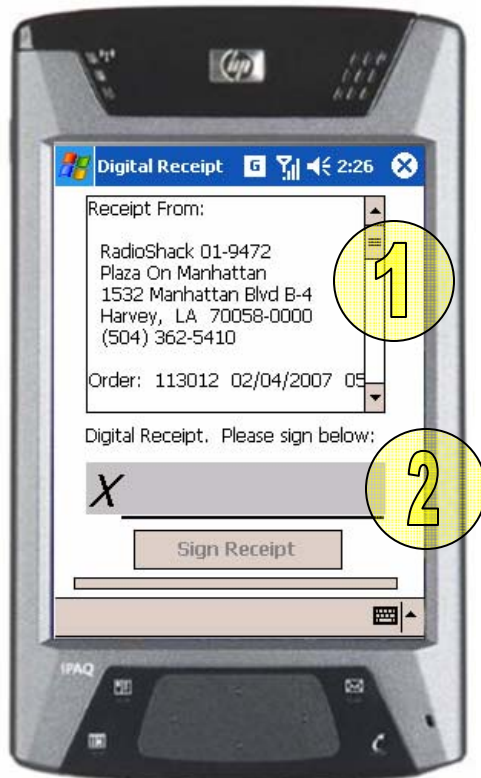 hp
Digital Receipt G 2:26
Receipt From:
RadioShack 01-9472
Plaza On Manhattan
1532 Manhattan Blvd B-4
Harvey, LA 70058-0000
(504) 362-5410
Order: 113012 02/04/2007 05
1
Digital Receipt. Please sign below:
X
2
Sign Receipt
iPAQ